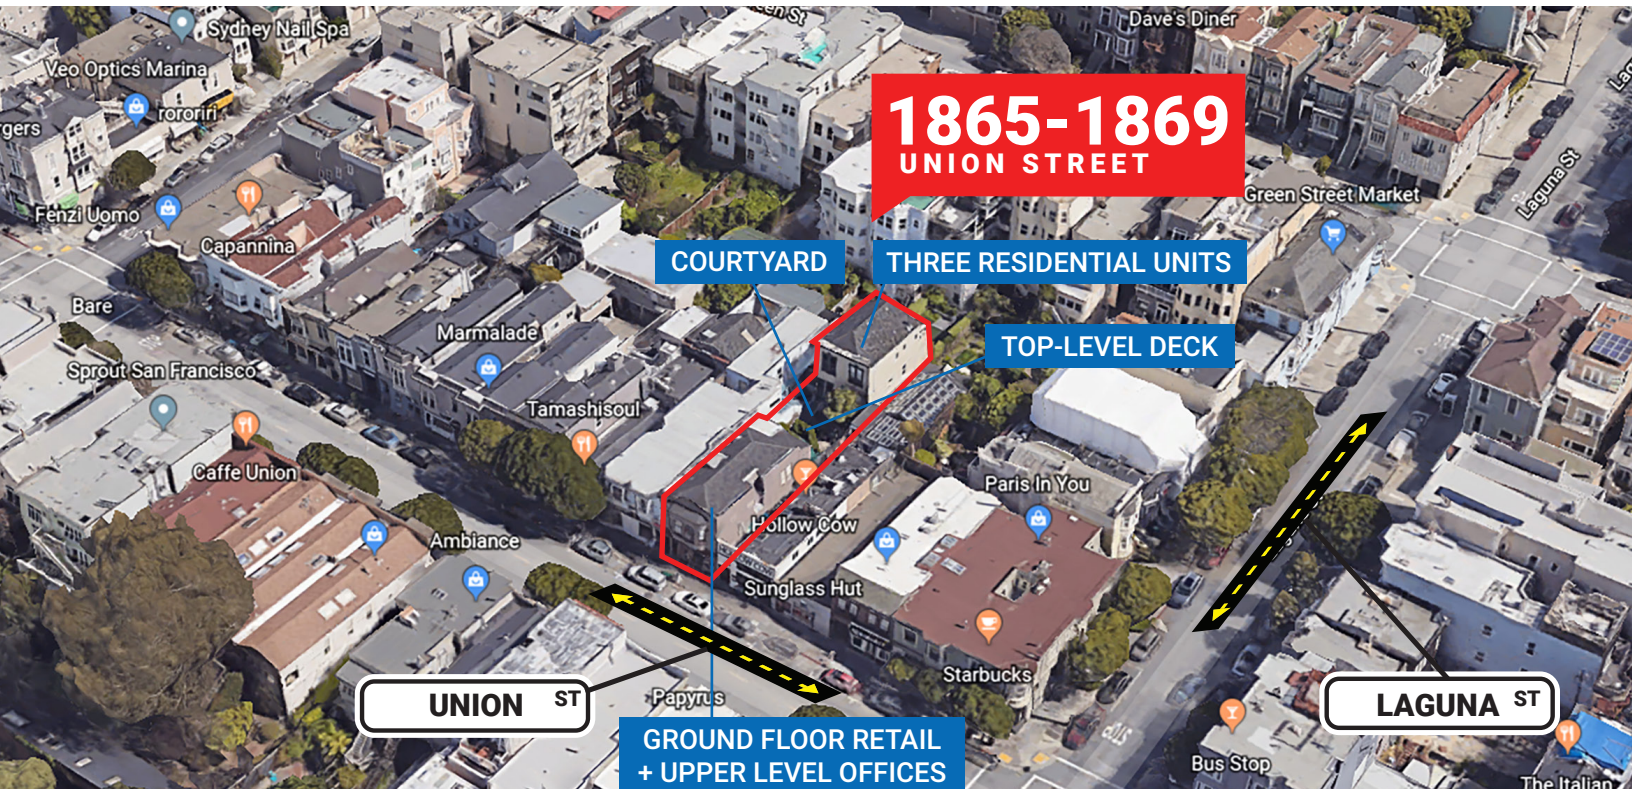 Sydney Nail Spa
Dave's Diner
Veo Optics Marina
rororiri
1865-1869
UNION STREET
Laguna St
Green Street Market
Fenzi Uomo
Capannina
COURTYARD
THREE RESIDENTIAL UNITS
Bare
Marmalade
TOP-LEVEL DECK
Sprout San Francisco
Tamashisoul
Caffe Union
Paris In You
Hollow Cow
Ambiance
Sunglass Hut
Starbucks
Papyrus
UNION ST
LAGUNA ST
GROUND FLOOR RETAIL
+ UPPER LEVEL OFFICES
STOP
Bus Stop
The Italian